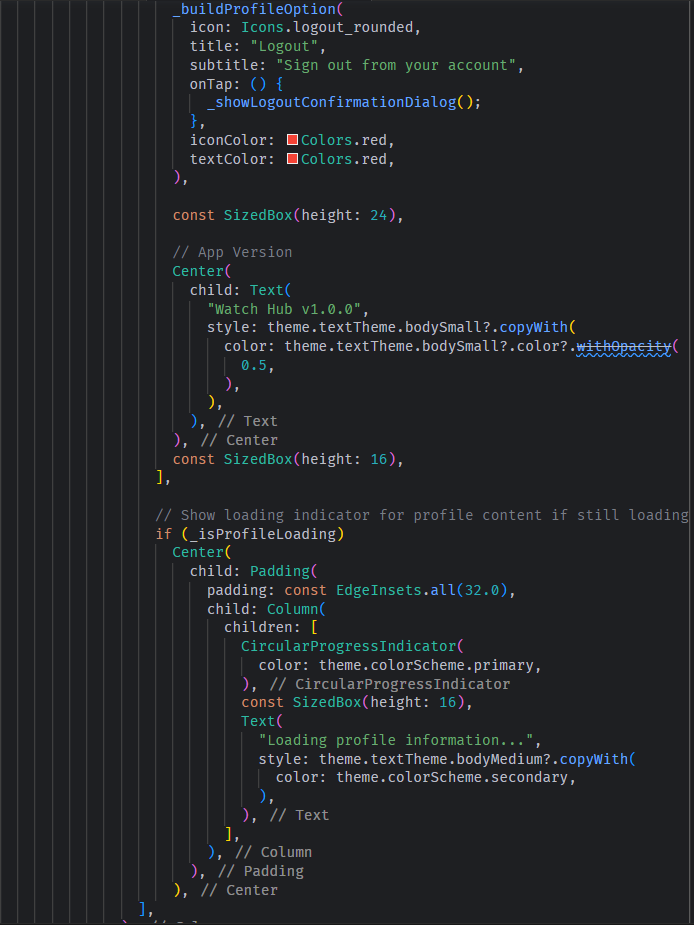 _buildProfileOption(
icon: Icons.logout_rounded,
title: "Logout",
subtitle: "Sign out from your account",
onTap: () {
_showLogoutConfirmationDialog();
},
iconColor: Colors.red,
textColor: Colors.red,
),
const SizedBox(height: 24),
// App Version
Center(
child: Text(
"Watch Hub v1.0.0",
style: theme.textTheme.bodySmall?.copyWith(
color: theme.textTheme.bodySmall?.color?.withOpacity(
0.5,
),
),
), // Text
), // Center
const SizedBox(height: 16),
],
// Show loading indicator for profile content if still loading
if (_isProfileLoading)
Center(
child: Padding(
padding: const EdgeInsets.all(32.0),
child: Column(
children: [
CircularProgressIndicator(
color: theme.colorScheme.primary,
), // CircularProgressIndicator
const SizedBox(height: 16),
Text(
"Loading profile information...",
style: theme.textTheme.bodyMedium?.copyWith(
color: theme.colorScheme.secondary,
),
), // Text
],
), // Column
), // Padding
), // Center
],